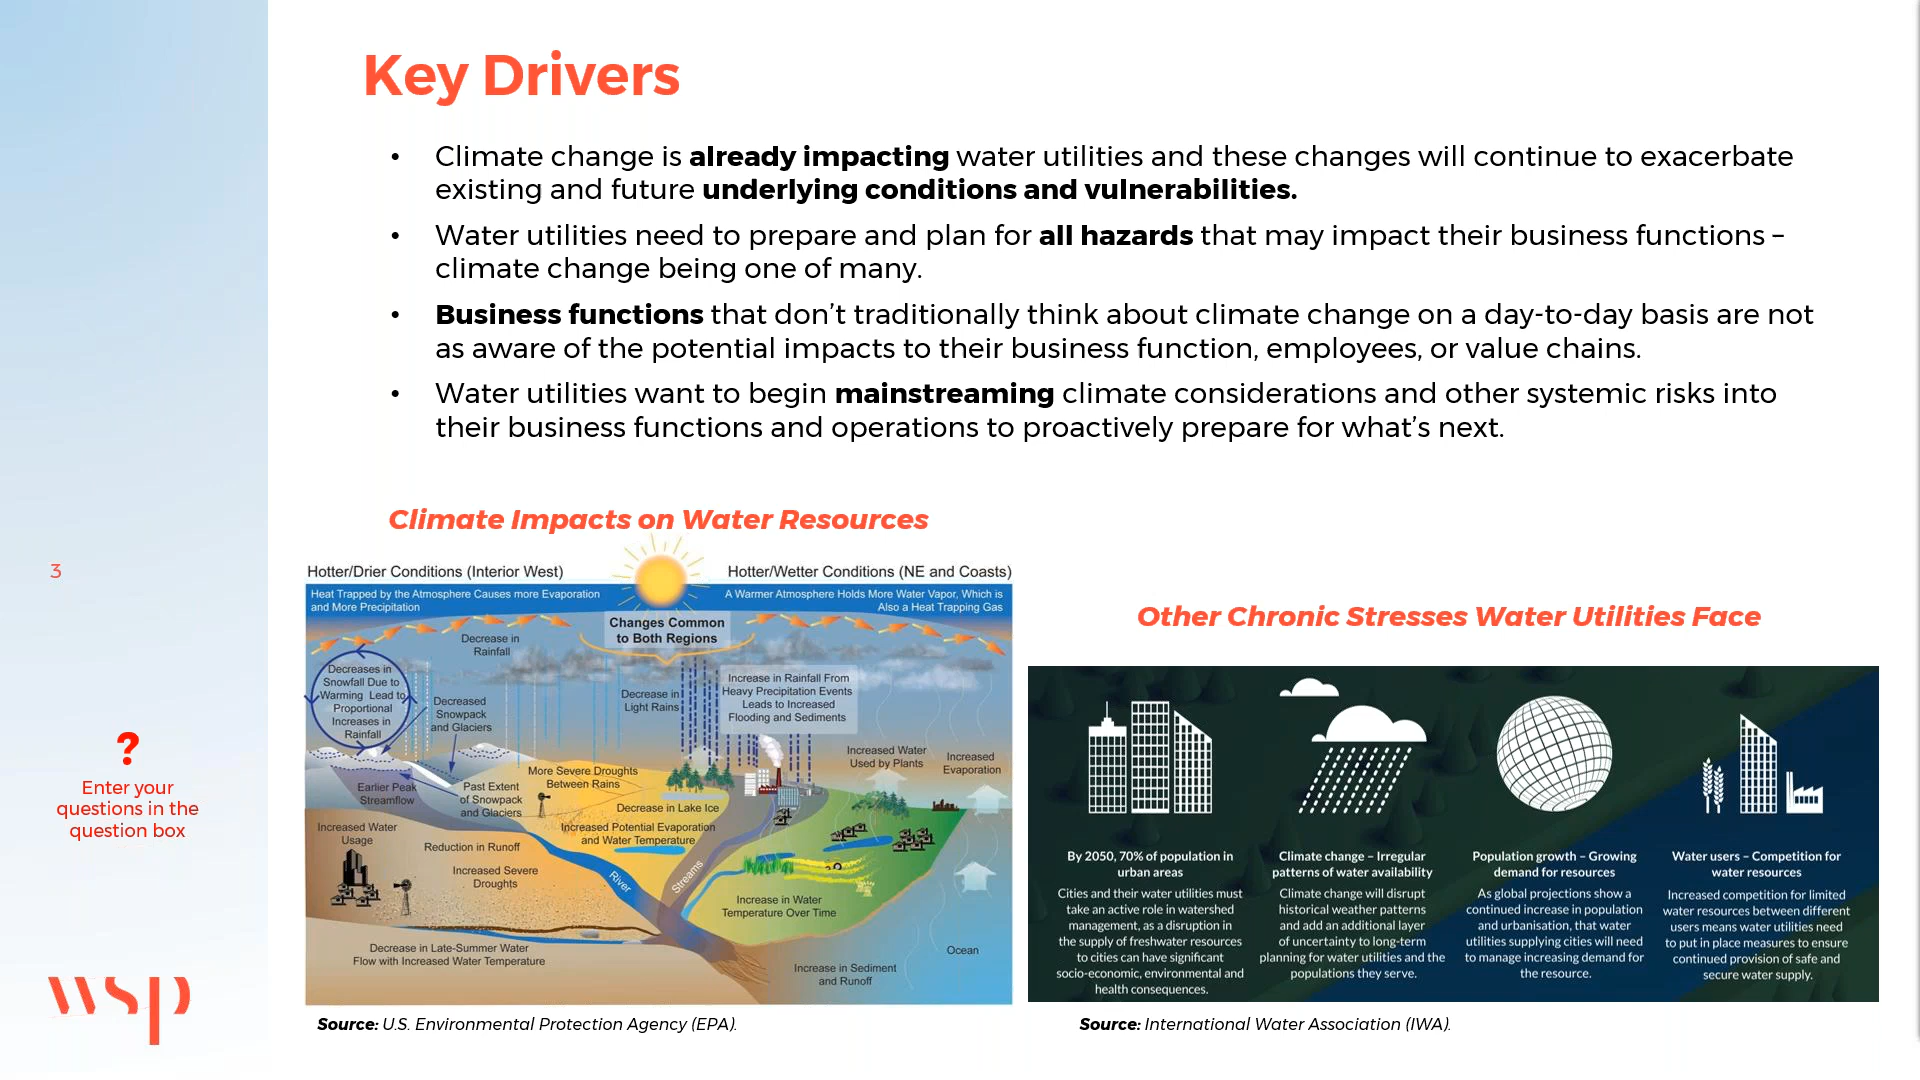 Key Drivers
• Climate change is already impacting water utilities and these changes will continue to exacerbate
existing and future underlying conditions and vulnerabilities.
• Water utilities need to prepare and plan for all hazards that may impact their business functions –
climate change being one of many.
• Business functions that don’t traditionally think about climate change on a day-to-day basis are not
as aware of the potential impacts to their business function, employees, or value chains.
• Water utilities want to begin mainstreaming climate considerations and other systemic risks into
their business functions and operations to proactively prepare for what’s next.
3
?
Enter your
questions in the
question box
wsp
Climate Impacts on Water Resources
Hotter/Drier Conditions (Interior West)
Hotter/Wetter Conditions (NE and Coasts)
Heat Trapped by the Atmosphere Causes more Evaporation
and More Precipitation
A Warmer Atmosphere Holds More Water Vapor, Which is
Also a Heat Trapping Gas
Changes Common
to Both Regions
Decrease in
Rainfall
Decreases in
Snowfall Due to
Warming Lead to
Proportional
Increases in
Rainfall
Decreased
Snowpack
and Glaciers
Decrease in
Light Rains
Increase in Rainfall From
Heavy Precipitation Events
Leads to Increased
Flooding and Sediments
Increased Water
Used by Plants
Increased
Evaporation
Earlier Peak
Streamflow
Past Extent
of Snowpack
and Glaciers
More Severe Droughts
Between Rains
Decrease in Lake Ice
Increased Potential Evaporation
and Water Temperature
Increased Water
Usage
Reduction in Runoff
Increased Severe
Droughts
River
Streams
Increase in Water
Temperature Over Time
Decrease in Late-Summer Water
Flow with Increased Water Temperature
Increase in Sediment
and Runoff
Ocean
Source: U.S. Environmental Protection Agency (EPA).
Other Chronic Stresses Water Utilities Face
By 2050, 70% of population in
urban areas
Cities and their water utilities must
take an active role in watershed
management, as a disruption in
the supply of freshwater resources
to cities can have significant
socio-economic, environmental and
health consequences.
Climate change – Irregular
patterns of water availability
Climate change will disrupt
historical weather patterns
and add an additional layer
of uncertainty to long-term
planning for water utilities and the
populations they serve.
Population growth – Growing
demand for resources
As global projections show a
continued increase in population
and urbanisation, that water
utilities supplying cities will need
to manage increasing demand for
the resource.
Water users – Competition for
water resources
Increased competition for limited
water resources between different
users means water utilities need
to put in place measures to ensure
continued provision of safe and
secure water supply.
Source: International Water Association (IWA).